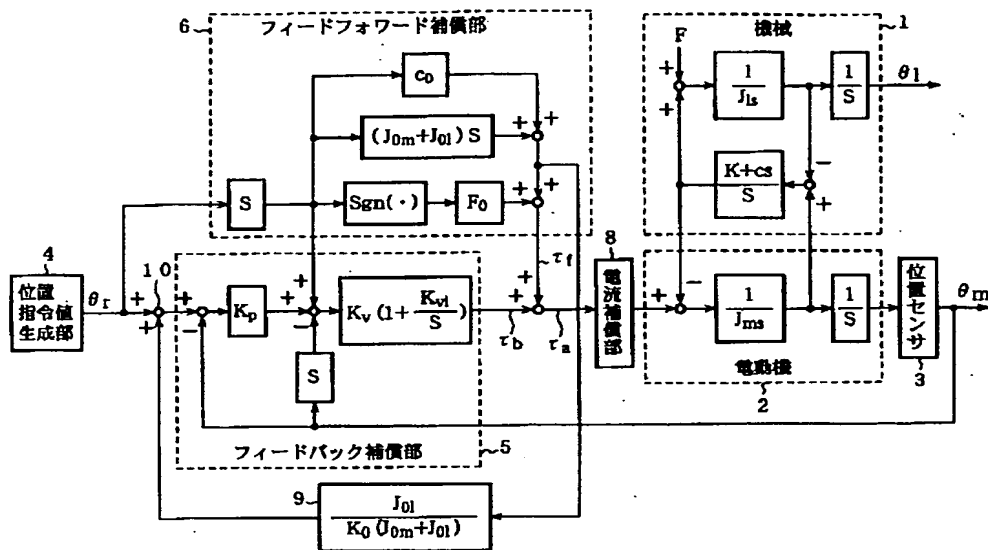 6
フィードフォワード補償部
C₀
(J₀ₘ+J₀ₗ)S
S
Sgn(・)
F₀
+
+
+
+
機械
1
F
+
+
1
Jₗs
1
S
θl
K+cs
S
−
+
4
位置
指令値
生成部
θr
10
+
+
+
−
Kₚ
+
+
−
Kᵥ(1+
Kᵥₗ
S
)
S
フィードバック補償部
5
τf
+
+
τb
τa
8
電流補償部
+
−
1
Jₘs
1
S
電動機
2
位置センサ
3
θm
9
J₀ₗ
K₀(J₀ₘ+J₀ₗ)